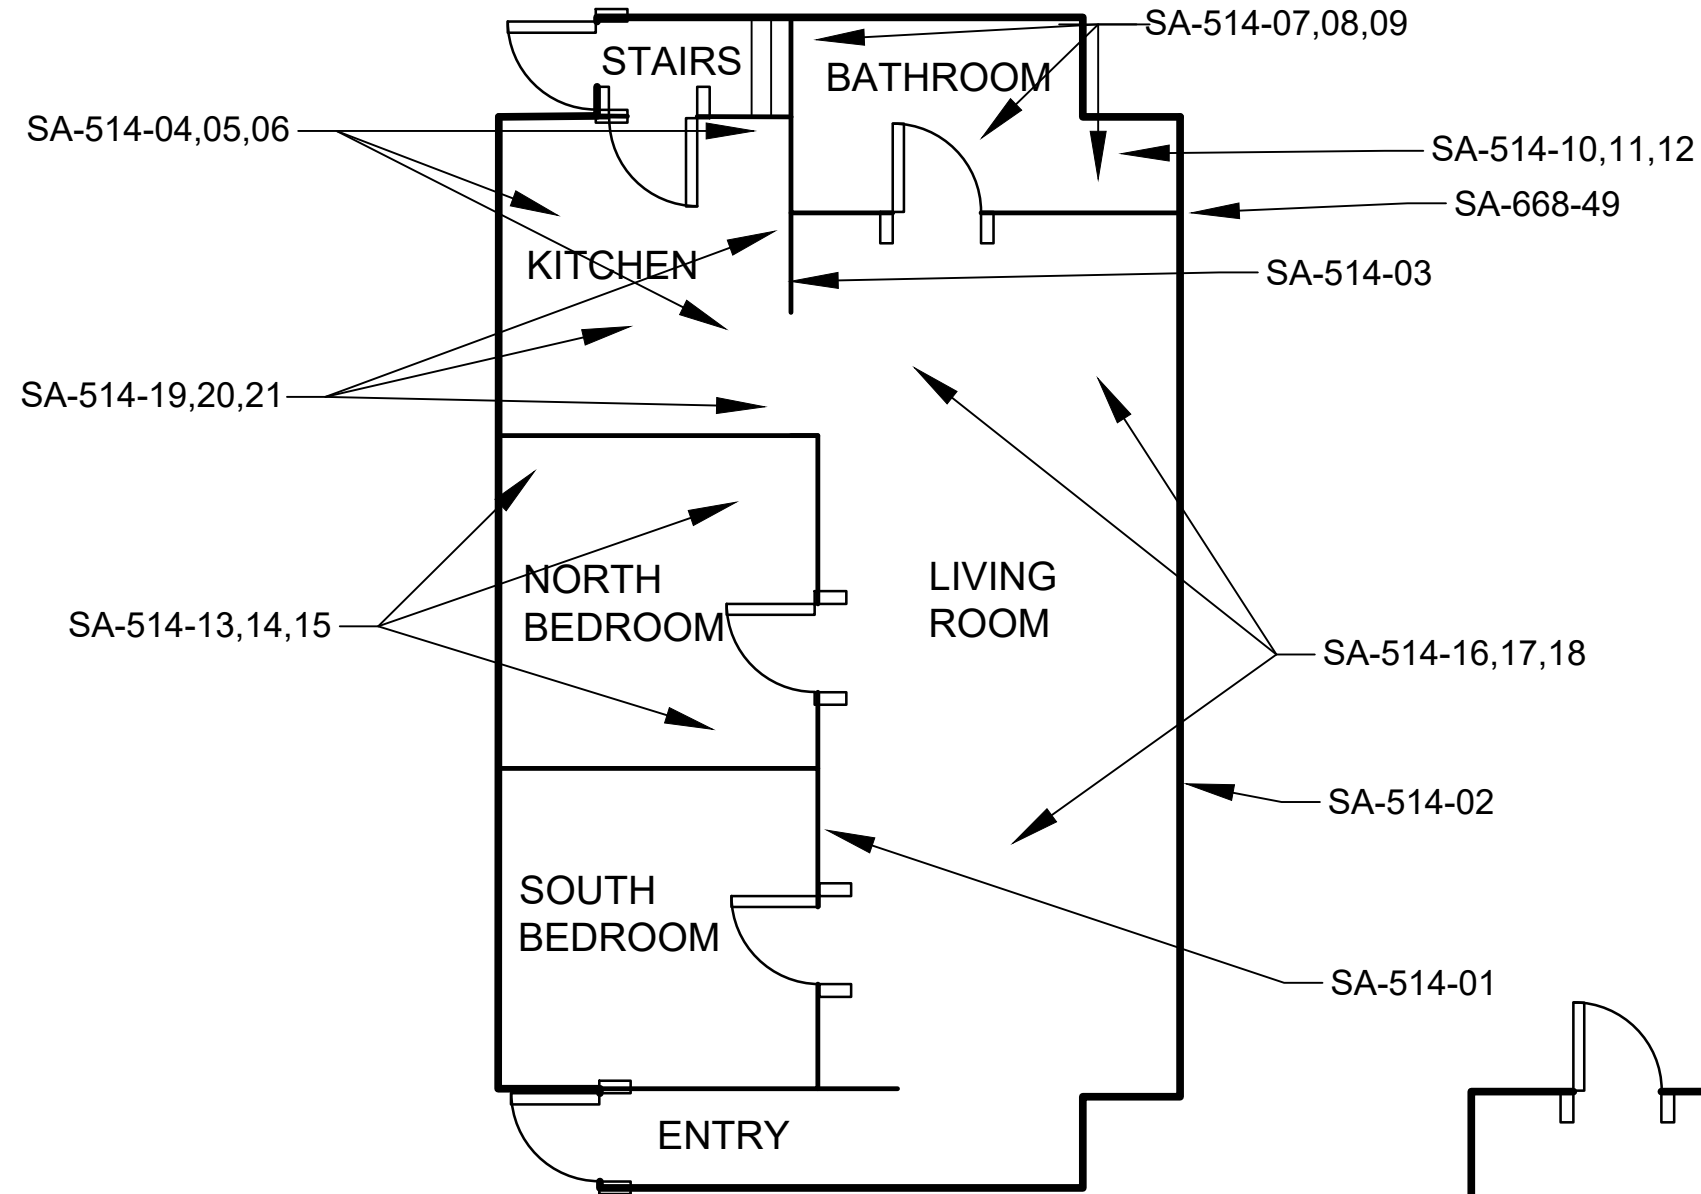 SA-514-07,08,09
STAIRS
BATHROOM
SA-514-04,05,06
SA-514-10,11,12
SA-668-49
KITCHEN
SA-514-03
SA-514-19,20,21
NORTH
BEDROOM
LIVING
ROOM
SA-514-13,14,15
SA-514-16,17,18
SA-514-02
SOUTH
BEDROOM
SA-514-01
ENTRY